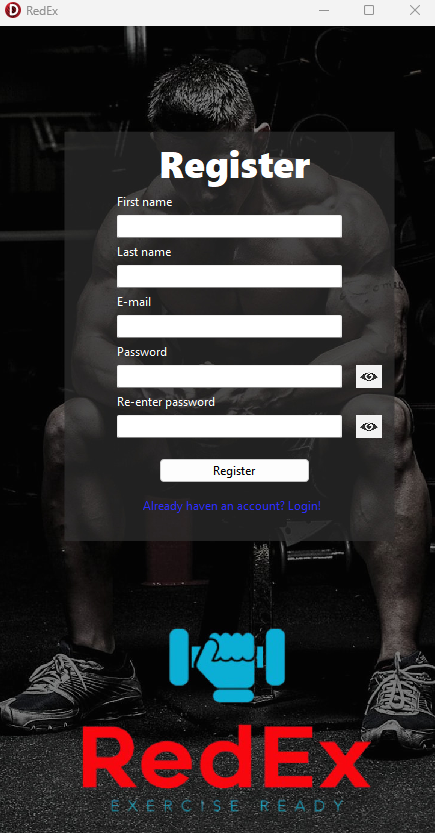 RedEx
Register
First name
Last name
E-mail
Password
Re-enter password
Register
Already haven an account? Login!
RedEx
EXERCISE READY